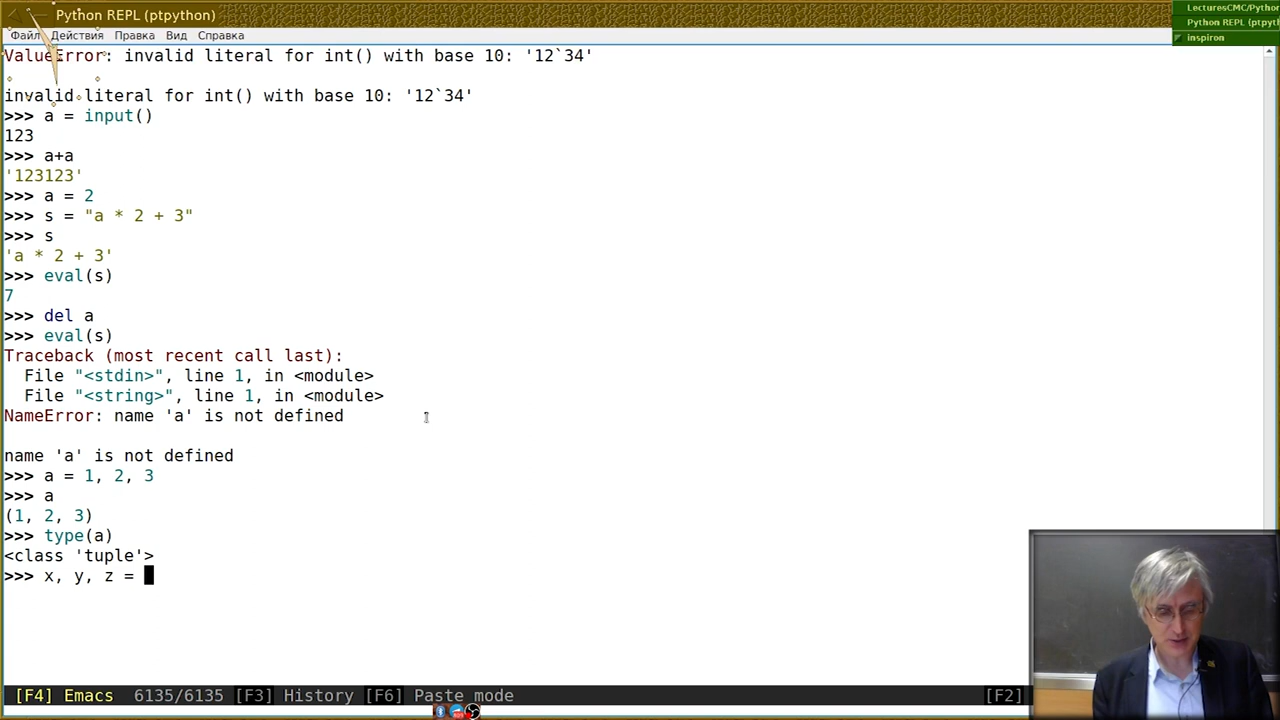 Python REPL (ptpython)
LecturesCMC/Python
Python REPL (ptpyt
inspiron
Файл Действия Правка Вид Справка
ValueError: invalid literal for int() with base 10: '12`34'
invalid literal for int() with base 10: '12`34'
>>> a = input()
123
>>> a+a
'123123'
>>> a = 2
>>> s = "a * 2 + 3"
>>> s
'a * 2 + 3'
>>> eval(s)
7
>>> del a
>>> eval(s)
Traceback (most recent call last):
  File "<stdin>", line 1, in <module>
  File "<string>", line 1, in <module>
NameError: name 'a' is not defined
name 'a' is not defined
>>> a = 1, 2, 3
>>> a
(1, 2, 3)
>>> type(a)
<class 'tuple'>
>>> x, y, z =
[F4] Emacs 6135/6135 [F3] History [F6] Paste mode [F2]